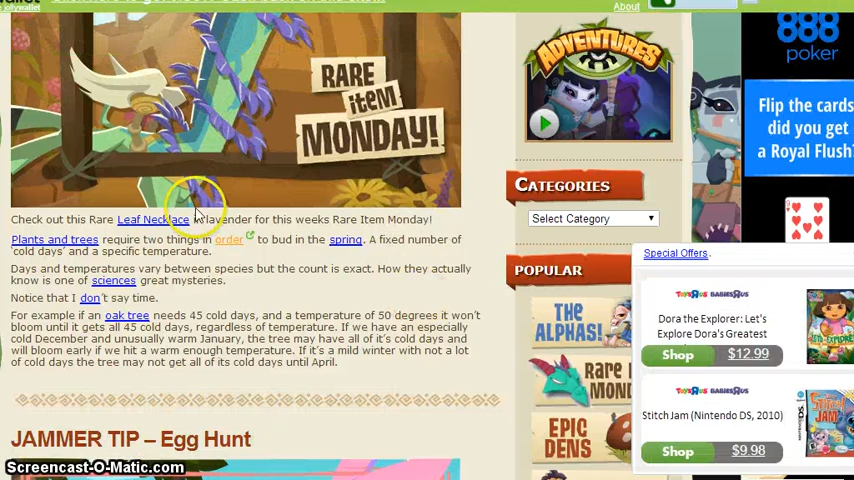 About
RARE
ITEM
MONDAY!
Check out this Rare Leaf Necklace in lavender for this weeks Rare Item Monday!
Plants and trees require two things in order to bud in the spring. A fixed number of
'cold days' and a specific temperature.
Days and temperatures vary between species but the count is exact. How they actually
know is one of sciences great mysteries.
Notice that I don't say time.
For example if an oak tree needs 45 cold days, and a temperature of 50 degrees it won't
bloom until it gets all 45 cold days, regardless of temperature. If we have an especially
cold December and unusually warm January, the tree may have all of it's cold days and
will bloom early if we hit a warm enough temperature. If it's a mild winter with not a lot
of cold days the tree may not get all of its cold days until April.
JAMMER TIP – Egg Hunt
Screencast-O-Matic.com
ADVENTURES
CATEGORIES
Select Category
POPULAR
THE
ALPHAS!
RARE
MOND
EPIC
DENS
888
poker
Flip the cards
did you get
a Royal Flush
Special Offers.
TOYS R US BABIES R US
Dora the Explorer: Let's
Explore Dora's Greatest
Shop $12.99
TOYS R US BABIES R US
Stitch Jam (Nintendo DS, 2010)
Shop $9.98